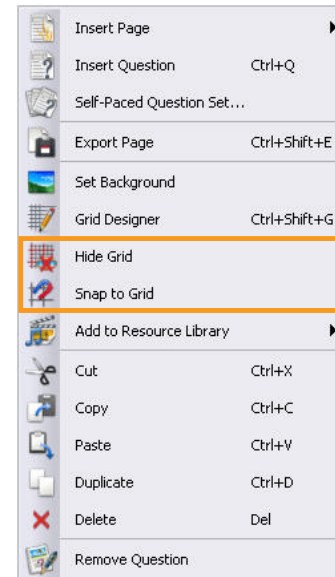 Insert Page
Insert Question Ctrl+Q
Self-Paced Question Set...
Export Page Ctrl+Shift+E
Set Background
Grid Designer Ctrl+Shift+G
Hide Grid
Snap to Grid
Add to Resource Library
Cut Ctrl+X
Copy Ctrl+C
Paste Ctrl+V
Duplicate Ctrl+D
Delete Del
Remove Question